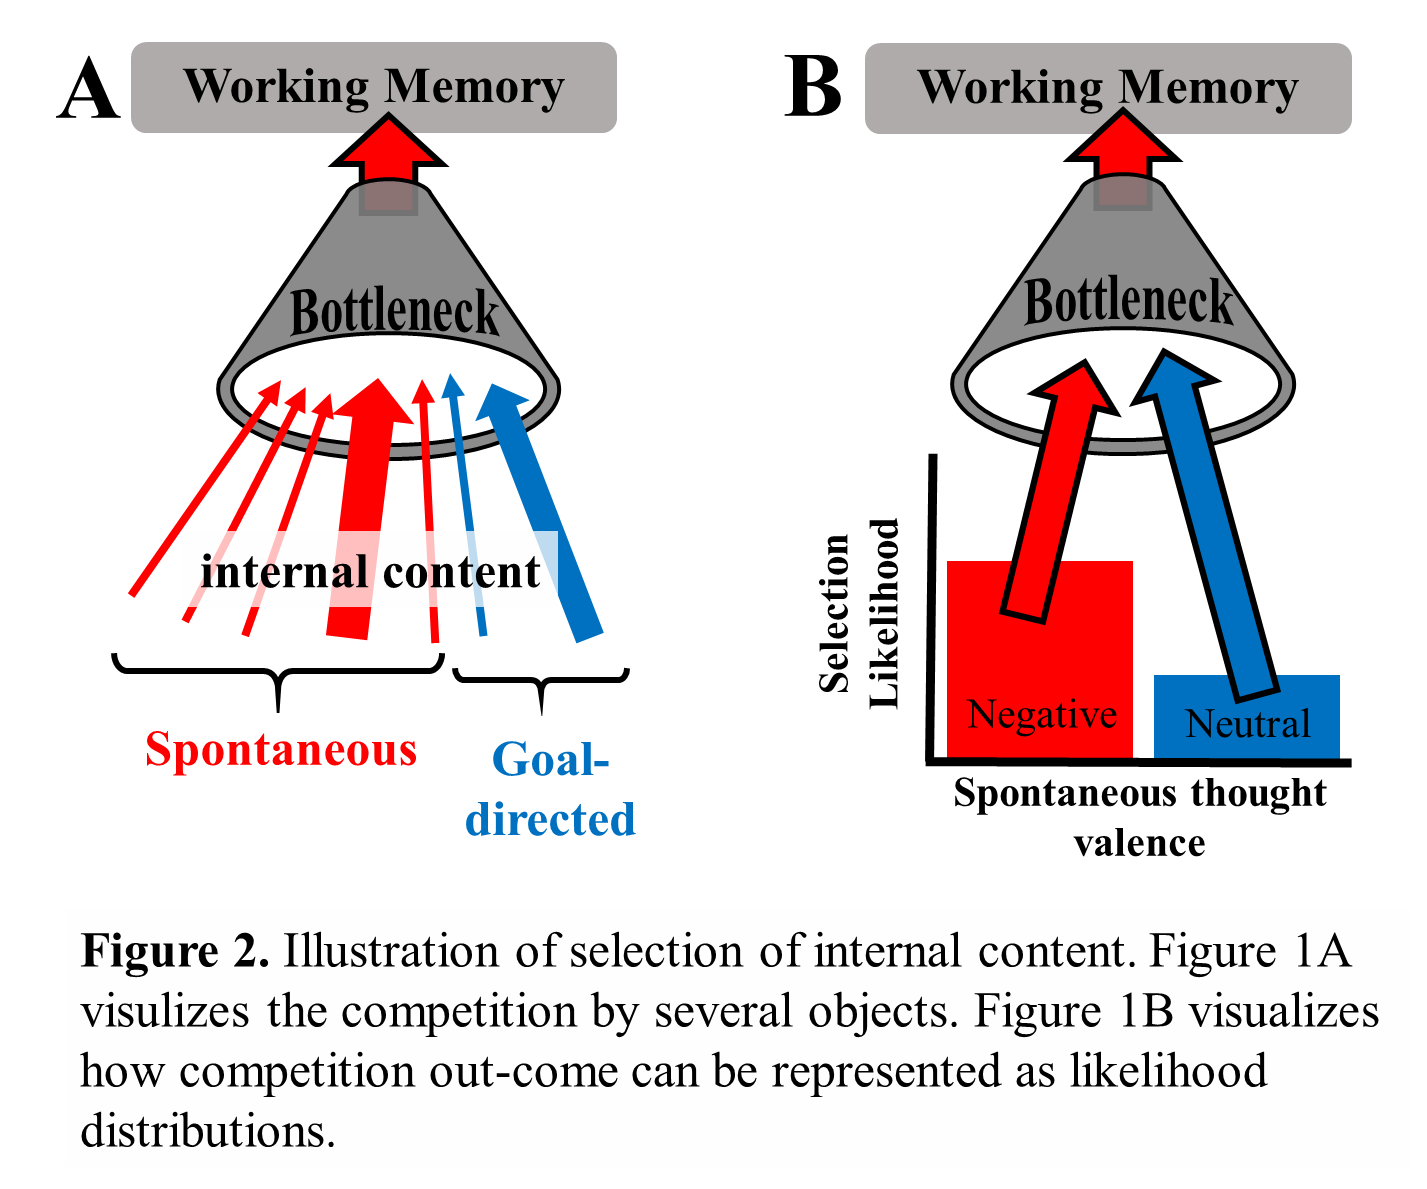 A
Working Memory
Bottleneck
internal content
Spontaneous
Goal-
directed
B
Working Memory
Bottleneck
Selection
Likelihood
Negative
Neutral
Spontaneous thought
valence
Figure 2. Illustration of selection of internal content. Figure 1A
visulizes the competition by several objects. Figure 1B visualizes
how competition out-come can be represented as likelihood
distributions.